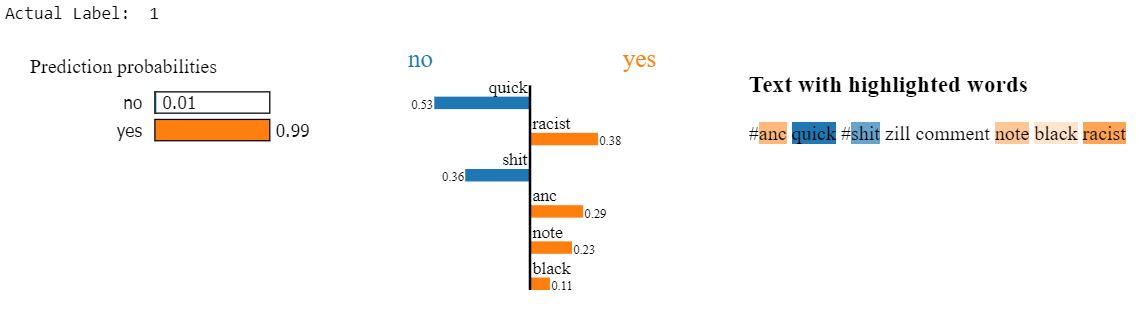 Actual Label: 1
Prediction probabilities
no 0.01
yes 0.99
no yes
quick
0.53
racist
0.38
shit
0.36
anc
0.29
note
0.23
black
0.11
Text with highlighted words
#anc quick #shit zill comment note black racist